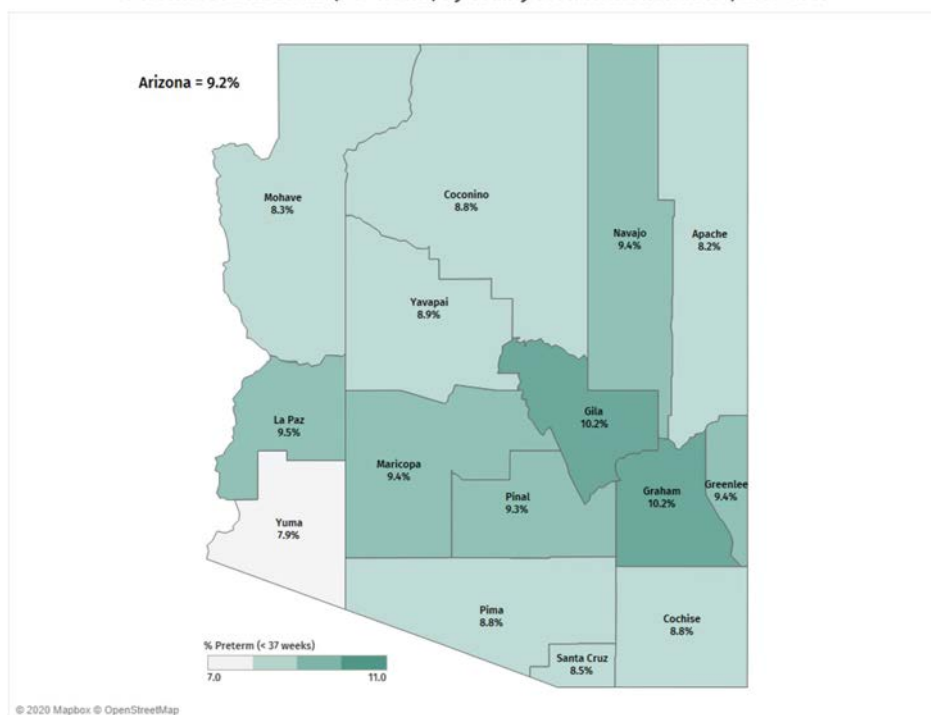 Arizona = 9.2%
Mohave
8.3%
Coconino
8.8%
Navajo
9.4%
Apache
8.2%
Yavapai
8.9%
La Paz
9.5%
Gila
10.2%
Maricopa
9.4%
Pinal
9.3%
Graham
10.2%
Greenlee
9.4%
Yuma
7.9%
Pima
8.8%
Cochise
8.8%
Santa Cruz
8.5%
% Preterm (< 37 weeks)
7.0 11.0
© 2020 Mapbox © OpenStreetMap